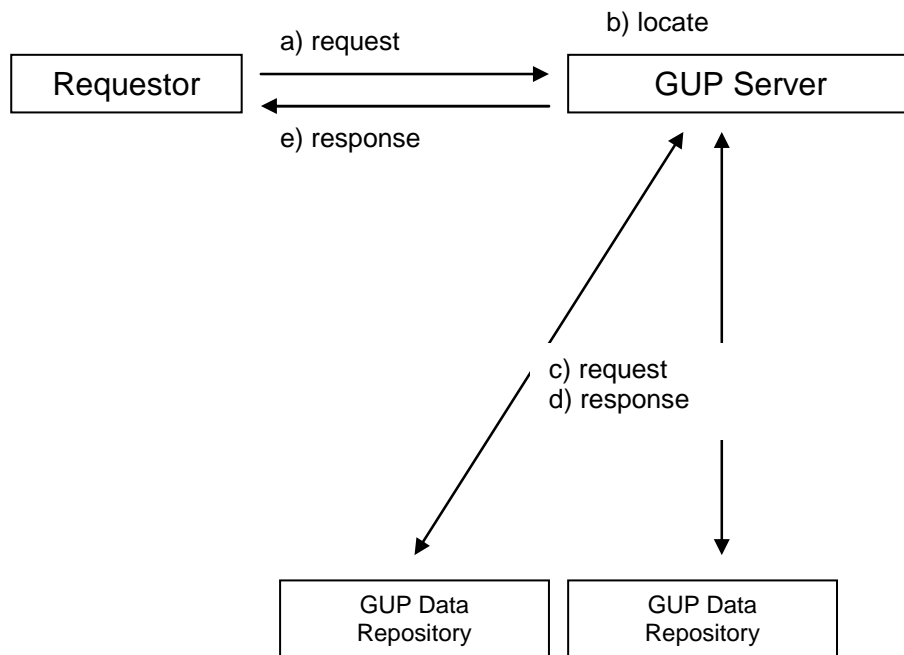 b) locate
a) request
Requestor
GUP Server
e) response
c) request
d) response
GUP Data
Repository
GUP Data
Repository